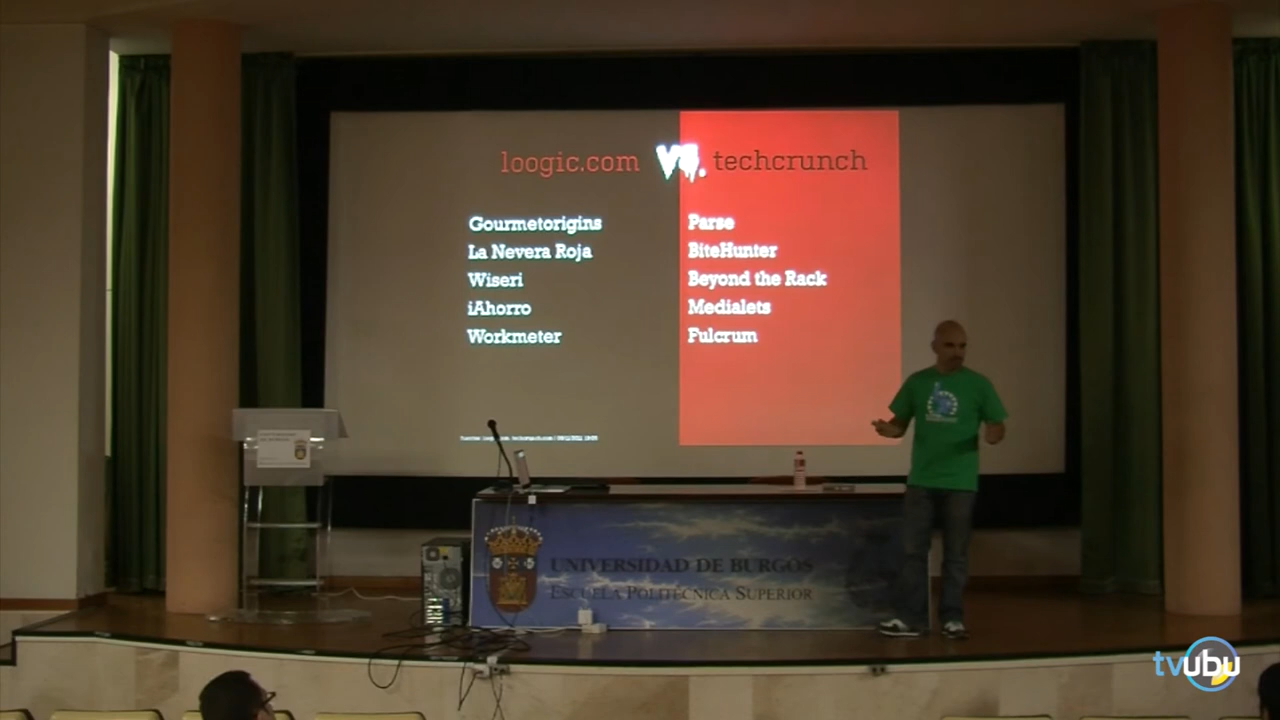 loogic.com vs. techcrunch
Gourmetorigins
La Nevera Roja
Wiseri
iAhorro
Workmeter
Parse
BiteHunter
Beyond the Rack
Medialets
Fulcrum
UNIVERSIDAD DE BURGOS
ESCUELA POLITÉCNICA SUPERIOR
tvubu